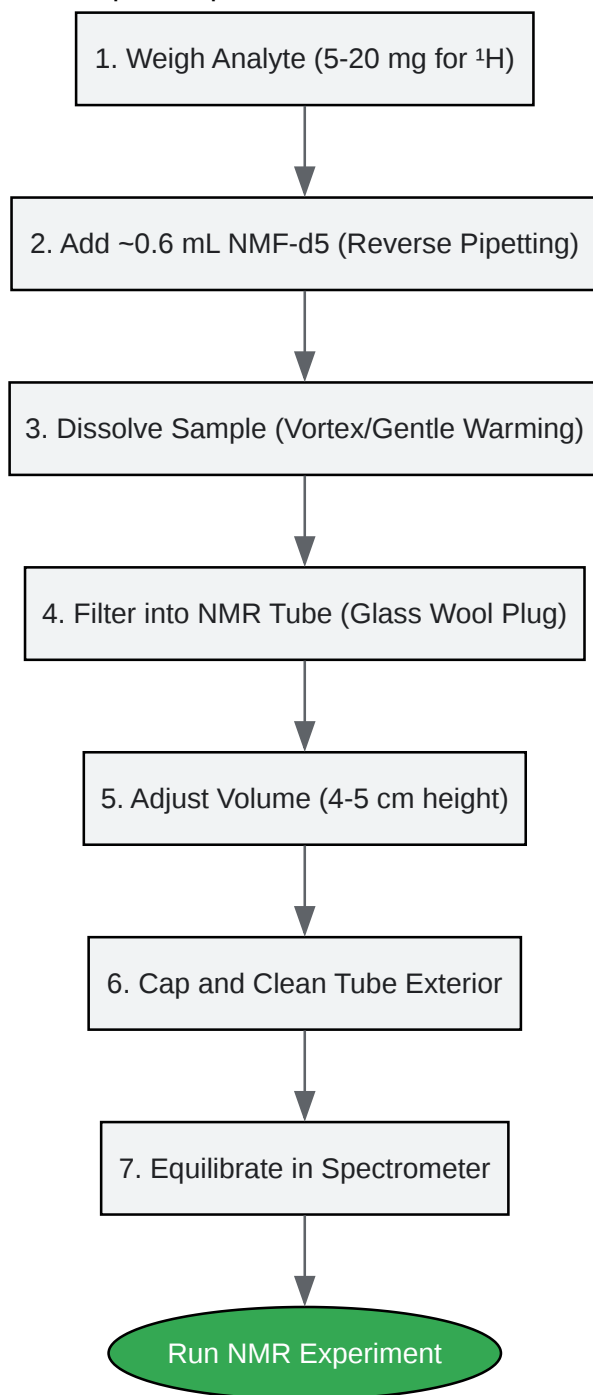 1. Weigh Analyte (5-20 mg for ¹H)
2. Add ~0.6 mL NMF-d5 (Reverse Pipetting)
3. Dissolve Sample (Vortex/Gentle Warming)
4. Filter into NMR Tube (Glass Wool Plug)
5. Adjust Volume (4-5 cm height)
6. Cap and Clean Tube Exterior
7. Equilibrate in Spectrometer
Run NMR Experiment